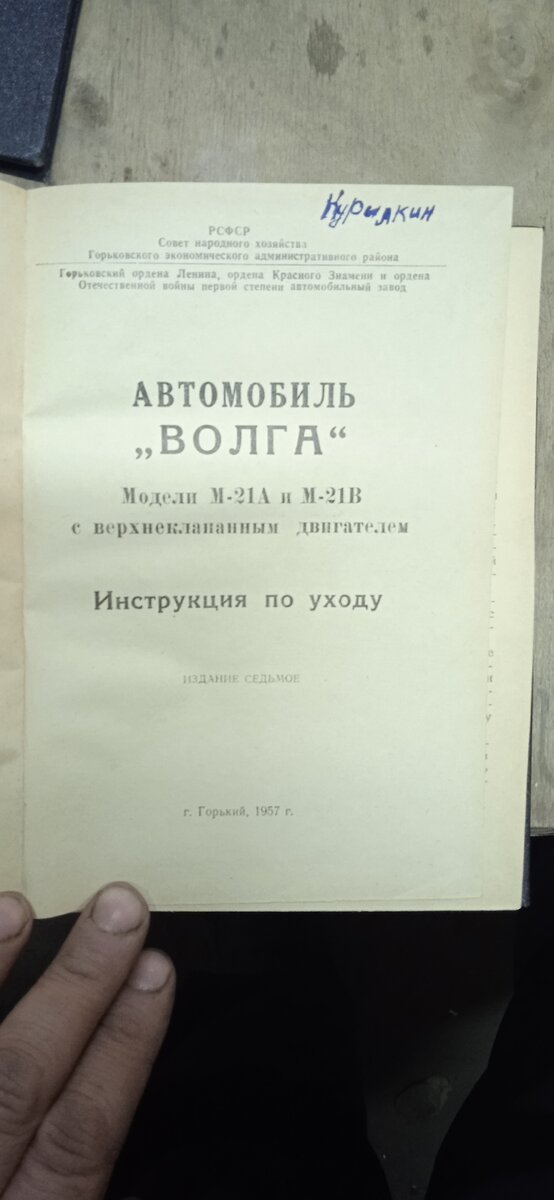 Курилкин
РСФСР
Совет народного хозяйства
Горьковского экономического административного района
Горьковский ордена Ленина, ордена Красного Знамени и ордена
Отечественной войны первой степени автомобильный завод
АВТОМОБИЛЬ
„ВОЛГА“
Модели М-21А и М-21В
с верхнеклапанным двигателем
Инструкция по уходу
ИЗДАНИЕ СЕДЬМОЕ
г. Горький, 1957 г.